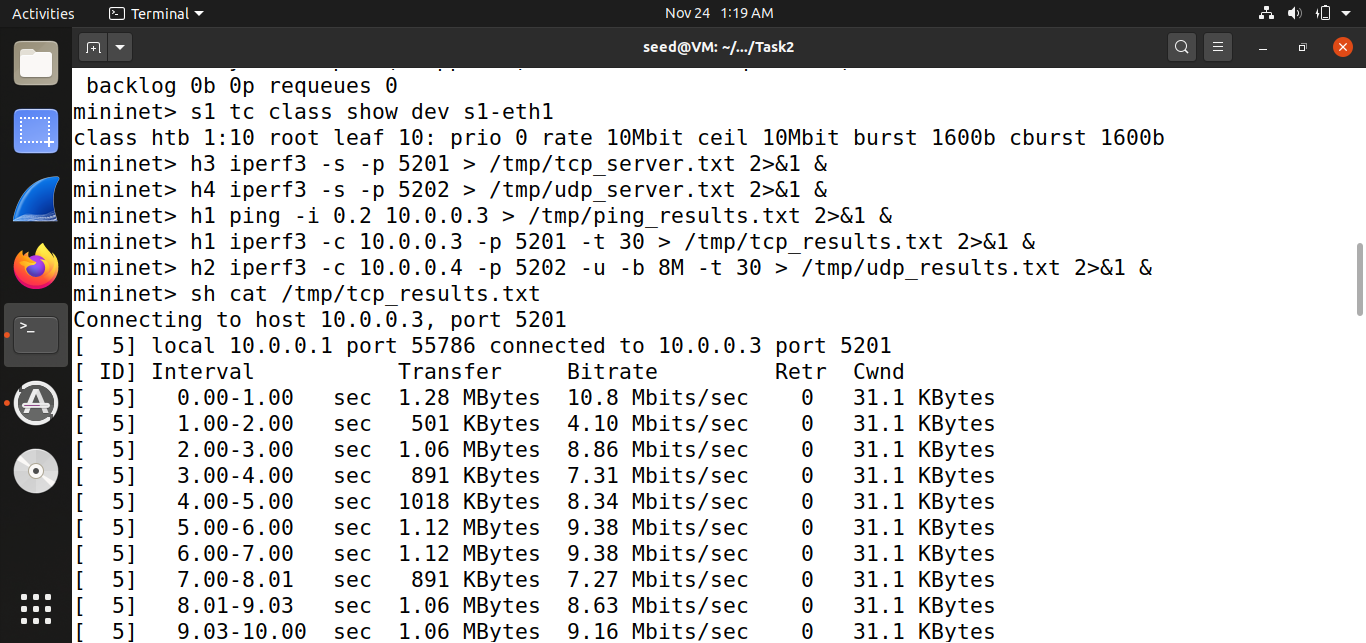 Activities Terminal Nov 24 1:19 AM
seed@VM: ~/.../Task2
 backlog 0b 0p requeues 0
mininet> s1 tc class show dev s1-eth1
class htb 1:10 root leaf 10: prio 0 rate 10Mbit ceil 10Mbit burst 1600b cburst 1600b
mininet> h3 iperf3 -s -p 5201 > /tmp/tcp_server.txt 2>&1 &
mininet> h4 iperf3 -s -p 5202 > /tmp/udp_server.txt 2>&1 &
mininet> h1 ping -i 0.2 10.0.0.3 > /tmp/ping_results.txt 2>&1 &
mininet> h1 iperf3 -c 10.0.0.3 -p 5201 -t 30 > /tmp/tcp_results.txt 2>&1 &
mininet> h2 iperf3 -c 10.0.0.4 -p 5202 -u -b 8M -t 30 > /tmp/udp_results.txt 2>&1 &
mininet> sh cat /tmp/tcp_results.txt
Connecting to host 10.0.0.3, port 5201
[  5] local 10.0.0.1 port 55786 connected to 10.0.0.3 port 5201
[ ID] Interval           Transfer     Bitrate         Retr  Cwnd
[  5]   0.00-1.00   sec  1.28 MBytes  10.8 Mbits/sec    0   31.1 KBytes
[  5]   1.00-2.00   sec   501 KBytes  4.10 Mbits/sec    0   31.1 KBytes
[  5]   2.00-3.00   sec  1.06 MBytes  8.86 Mbits/sec    0   31.1 KBytes
[  5]   3.00-4.00   sec   891 KBytes  7.31 Mbits/sec    0   31.1 KBytes
[  5]   4.00-5.00   sec  1018 KBytes  8.34 Mbits/sec    0   31.1 KBytes
[  5]   5.00-6.00   sec  1.12 MBytes  9.38 Mbits/sec    0   31.1 KBytes
[  5]   6.00-7.00   sec  1.12 MBytes  9.38 Mbits/sec    0   31.1 KBytes
[  5]   7.00-8.01   sec   891 KBytes  7.27 Mbits/sec    0   31.1 KBytes
[  5]   8.01-9.03   sec  1.06 MBytes  8.63 Mbits/sec    0   31.1 KBytes
[  5]   9.03-10.00  sec  1.06 MBytes  9.16 Mbits/sec    0   31.1 KBytes